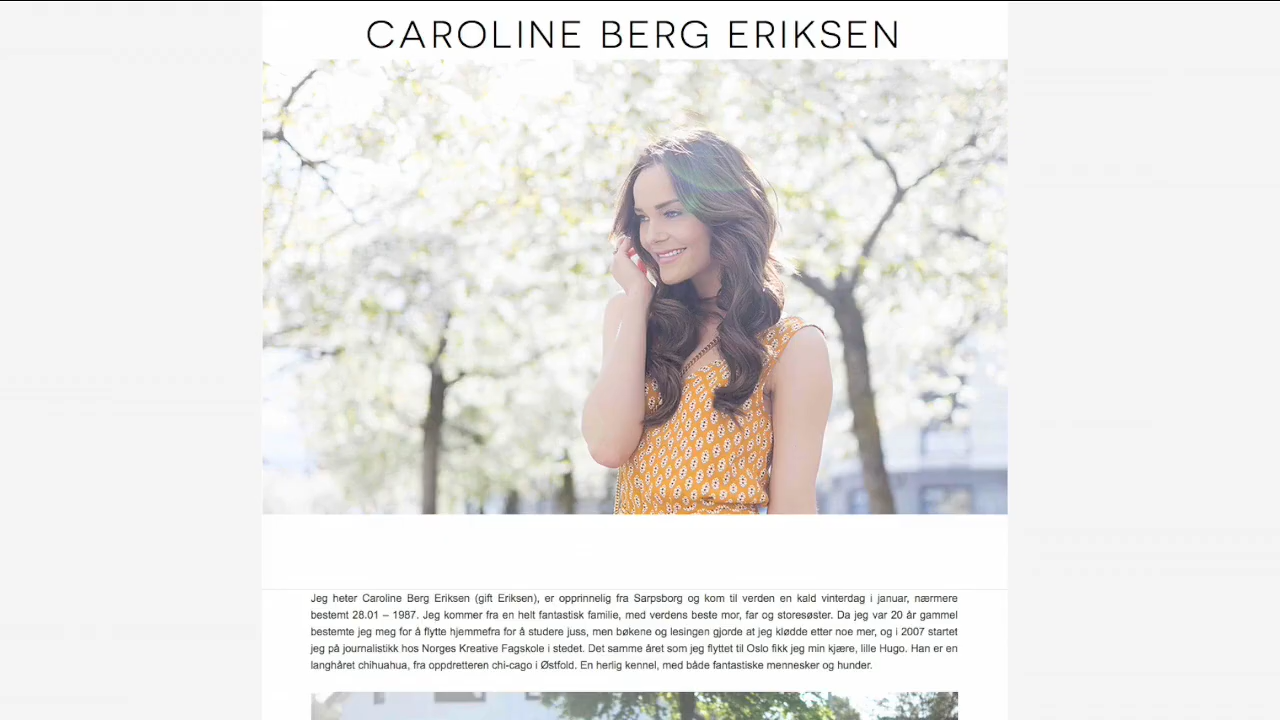 CAROLINE BERG ERIKSEN
Jeg heter Caroline Berg Eriksen (gift Eriksen), er opprinnelig fra Sarpsborg og kom til verden en kald vinterdag i januar, nærmere
bestemt 28.01 – 1987. Jeg kommer fra en helt fantastisk familie, med verdens beste mor, far og storesøster. Da jeg var 20 år gammel
bestemte jeg meg for å flytte hjemmefra for å studere juss, men bøkene og lesingen gjorde at jeg klødde etter noe mer, og i 2007 startet
jeg på journalistikk hos Norges Kreative Fagskole i stedet. Det samme året som jeg flyttet til Oslo fikk jeg min kjære, lille Hugo. Han er en
langhåret chihuahua, fra oppdretteren chi-cago i Østfold. En herlig kennel, med både fantastiske mennesker og hunder.